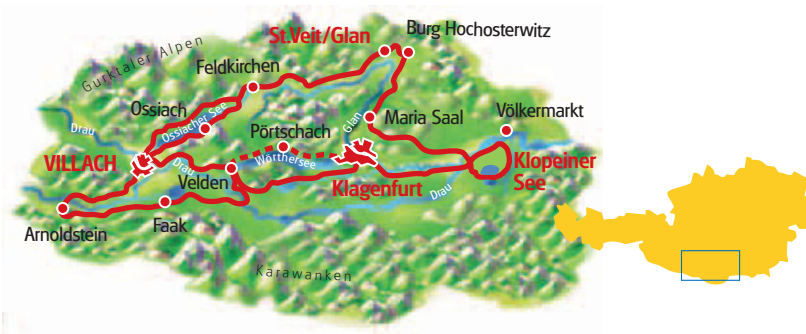 Gurktaler Alpen
St.Veit/Glan
Burg Hochosterwitz
Feldkirchen
Ossiach
Ossiacher See
Drau
Glan
Maria Saal
Völkermarkt
Pörtschach
VILLACH
Drau
Wörthersee
Velden
Klagenfurt
Klopeiner
See
Drau
Arnoldstein
Faak
Karawanken